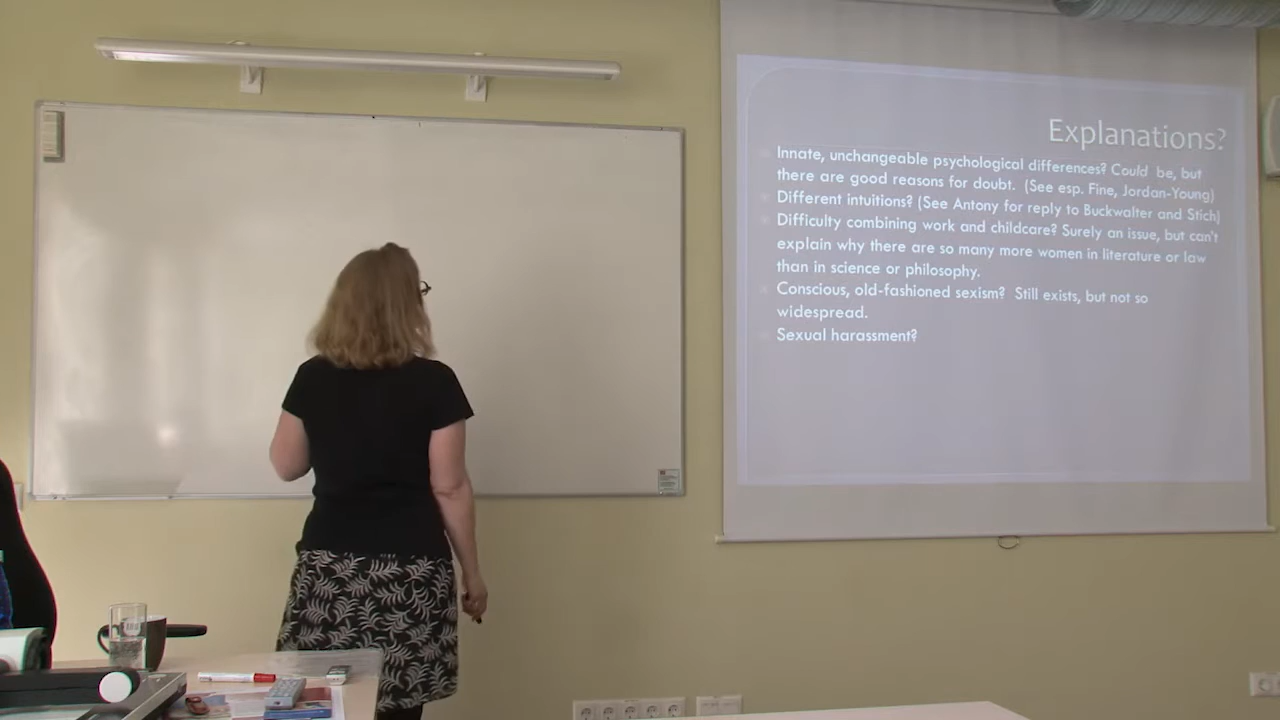 Explanations?
Innate, unchangeable psychological differences? Could be, but
there are good reasons for doubt. (See esp. Fine, Jordan-Young)
Different intuitions? (See Antony for reply to Buckwalter and Stich)
Difficulty combining work and childcare? Surely an issue, but can't
explain why there are so many more women in literature or law
than in science or philosophy.
Conscious, old-fashioned sexism? Still exists, but not so
widespread.
Sexual harassment?